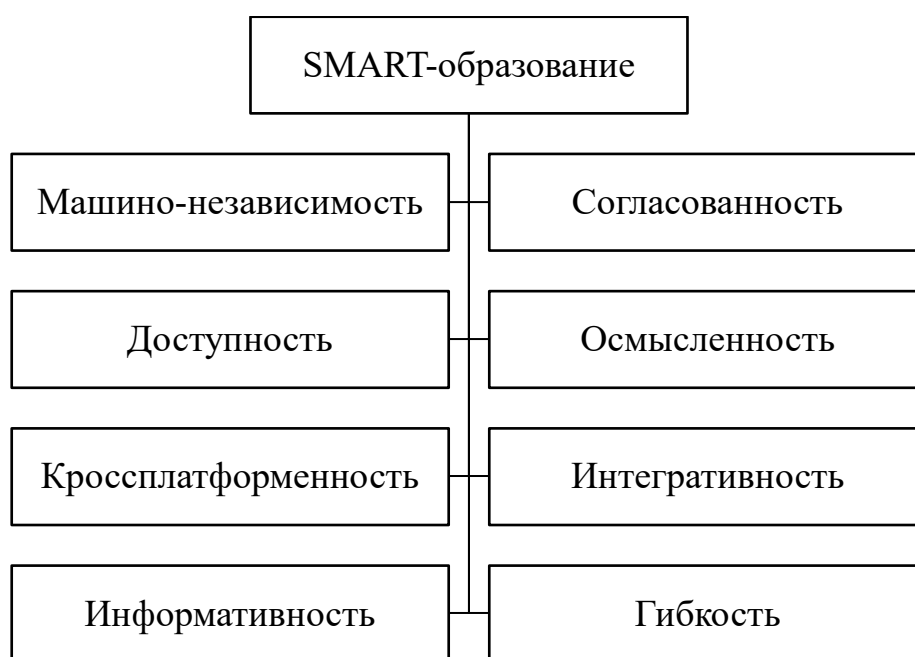 SMART-образование
Машино-независимость
Согласованность
Доступность
Осмысленность
Кроссплатформенность
Интегративность
Информативность
Гибкость